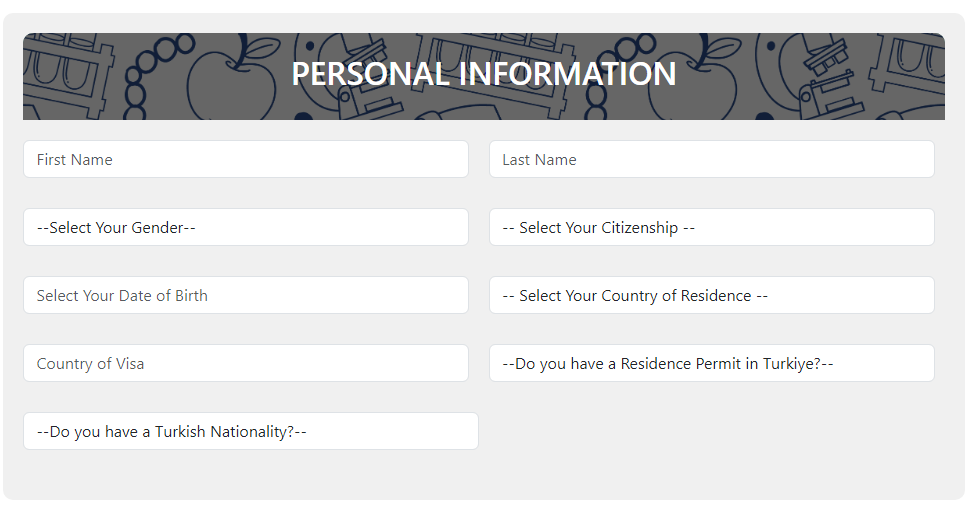 PERSONAL INFORMATION
First Name
Last Name
--Select Your Gender--
-- Select Your Citizenship --
Select Your Date of Birth
-- Select Your Country of Residence --
Country of Visa
--Do you have a Residence Permit in Turkiye?--
--Do you have a Turkish Nationality?--